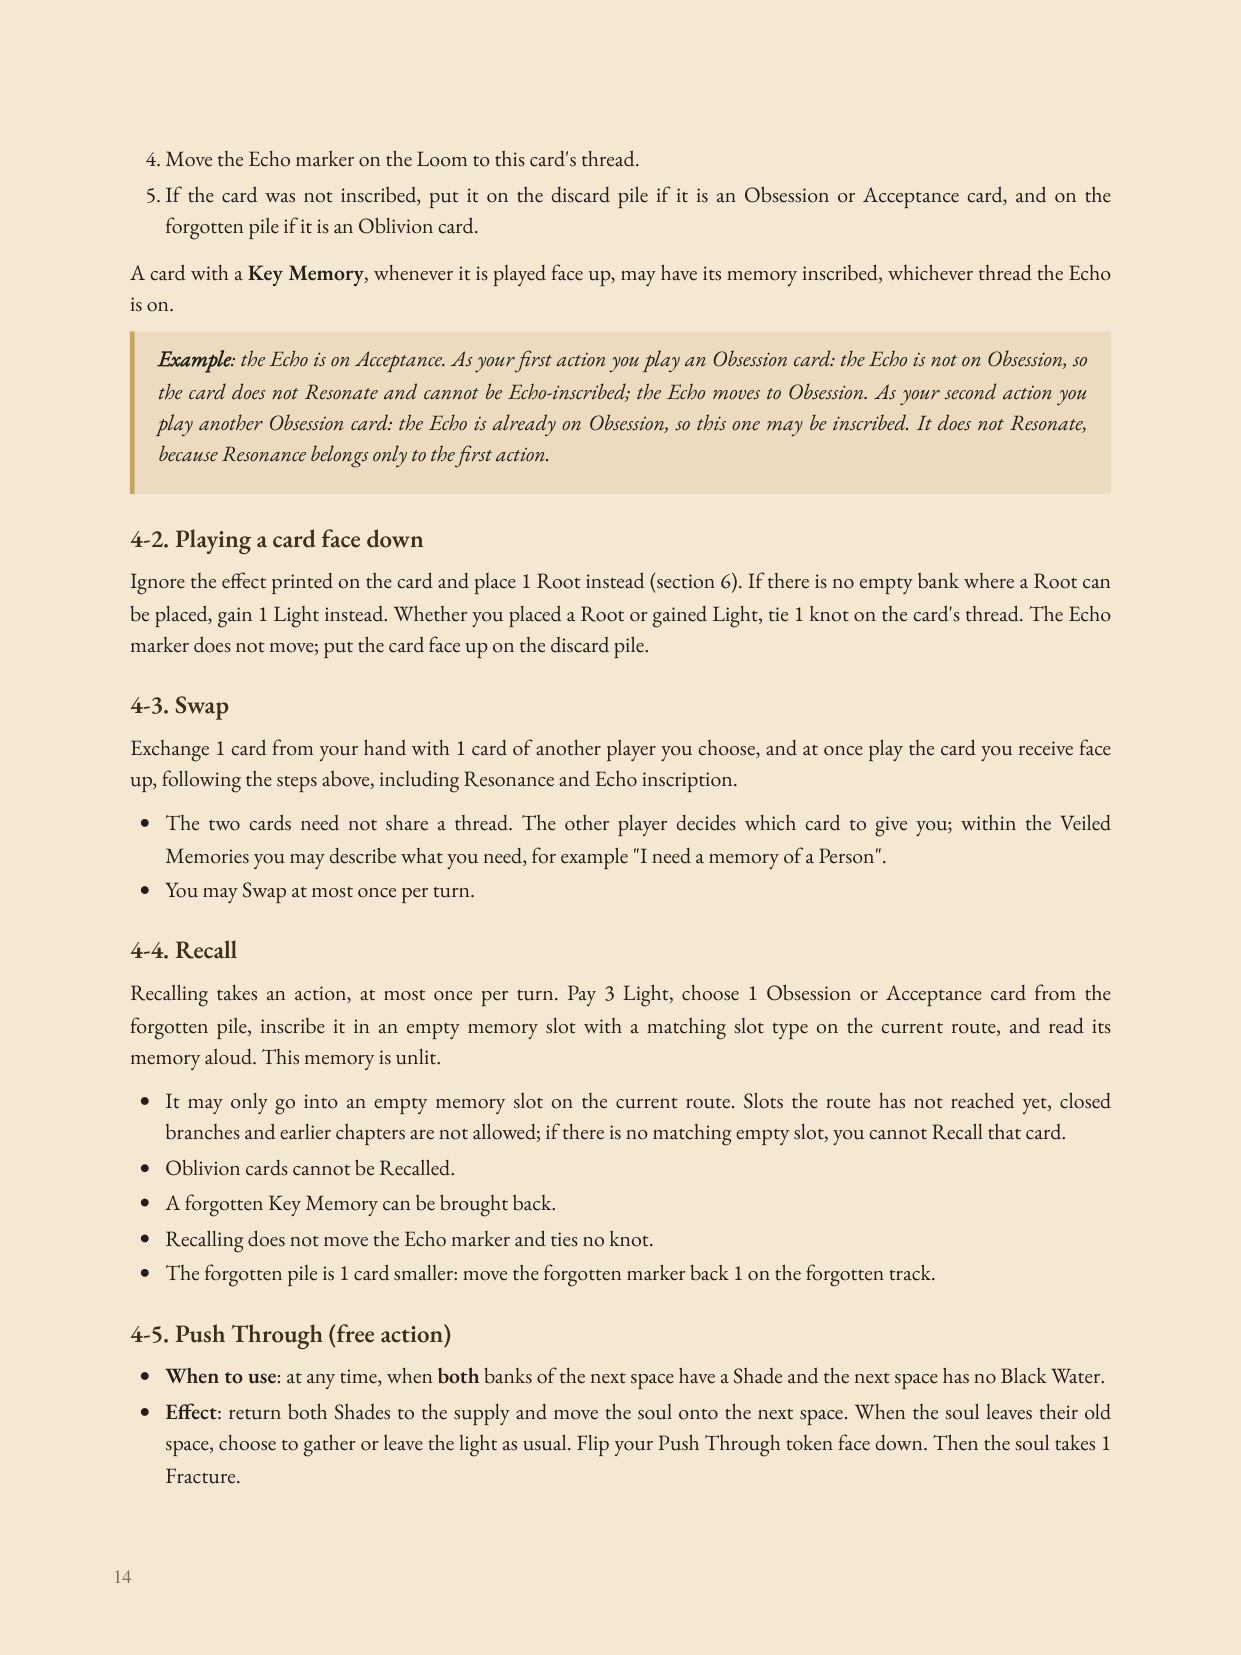 4. Move the Echo marker on the Loom to this card's thread.
5. If the card was not inscribed, put it on the discard pile if it is an Obsession or Acceptance card, and on the
forgotten pile if it is an Oblivion card.
A card with a Key Memory, whenever it is played face up, may have its memory inscribed, whichever thread the Echo
is on.
Example: the Echo is on Acceptance. As your first action you play an Obsession card: the Echo is not on Obsession, so
the card does not Resonate and cannot be Echo-inscribed; the Echo moves to Obsession. As your second action you
play another Obsession card: the Echo is already on Obsession, so this one may be inscribed. It does not Resonate,
because Resonance belongs only to the first action.
4-2. Playing a card face down
Ignore the effect printed on the card and place 1 Root instead (section 6). If there is no empty bank where a Root can
be placed, gain 1 Light instead. Whether you placed a Root or gained Light, tie 1 knot on the card's thread. The Echo
marker does not move; put the card face up on the discard pile.
4-3. Swap
Exchange 1 card from your hand with 1 card of another player you choose, and at once play the card you receive face
up, following the steps above, including Resonance and Echo inscription.
• The two cards need not share a thread. The other player decides which card to give you; within the Veiled
Memories you may describe what you need, for example "I need a memory of a Person".
• You may Swap at most once per turn.
4-4. Recall
Recalling takes an action, at most once per turn. Pay 3 Light, choose 1 Obsession or Acceptance card from the
forgotten pile, inscribe it in an empty memory slot with a matching slot type on the current route, and read its
memory aloud. This memory is unlit.
• It may only go into an empty memory slot on the current route. Slots the route has not reached yet, closed
branches and earlier chapters are not allowed; if there is no matching empty slot, you cannot Recall that card.
• Oblivion cards cannot be Recalled.
• A forgotten Key Memory can be brought back.
• Recalling does not move the Echo marker and ties no knot.
• The forgotten pile is 1 card smaller: move the forgotten marker back 1 on the forgotten track.
4-5. Push Through (free action)
• When to use: at any time, when both banks of the next space have a Shade and the next space has no Black Water.
• Effect: return both Shades to the supply and move the soul onto the next space. When the soul leaves their old
space, choose to gather or leave the light as usual. Flip your Push Through token face down. Then the soul takes 1
Fracture.
14